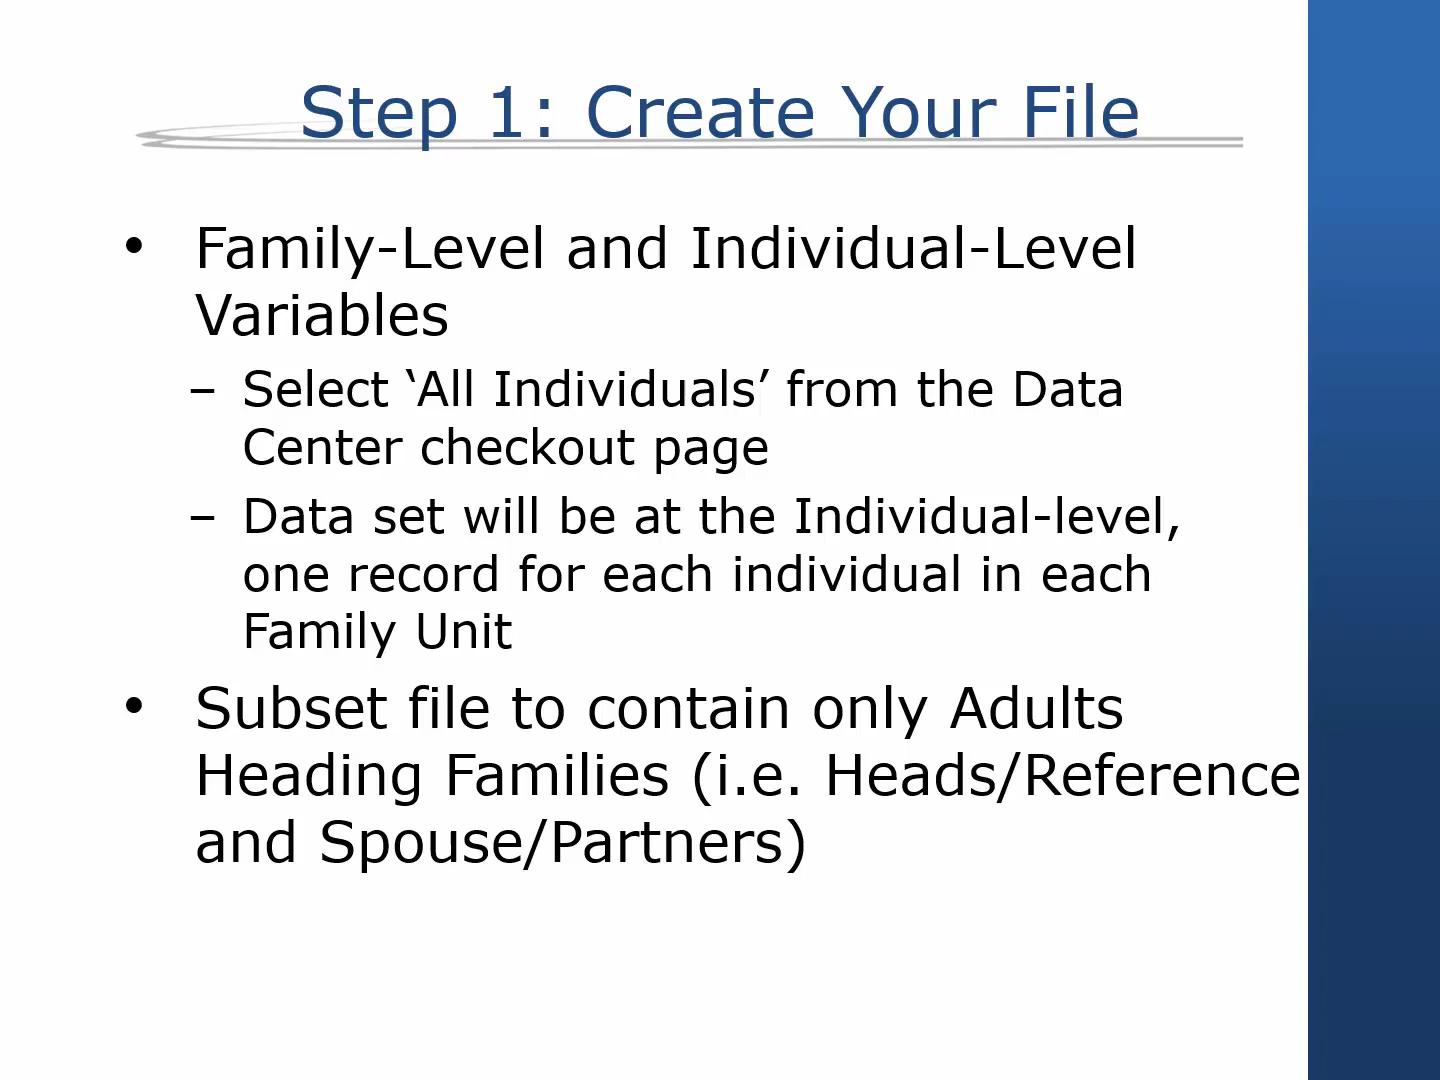 Step 1: Create Your File
• Family-Level and Individual-Level
Variables
– Select ‘All Individuals’ from the Data
Center checkout page
– Data set will be at the Individual-level,
one record for each individual in each
Family Unit
• Subset file to contain only Adults
Heading Families (i.e. Heads/Reference
and Spouse/Partners)